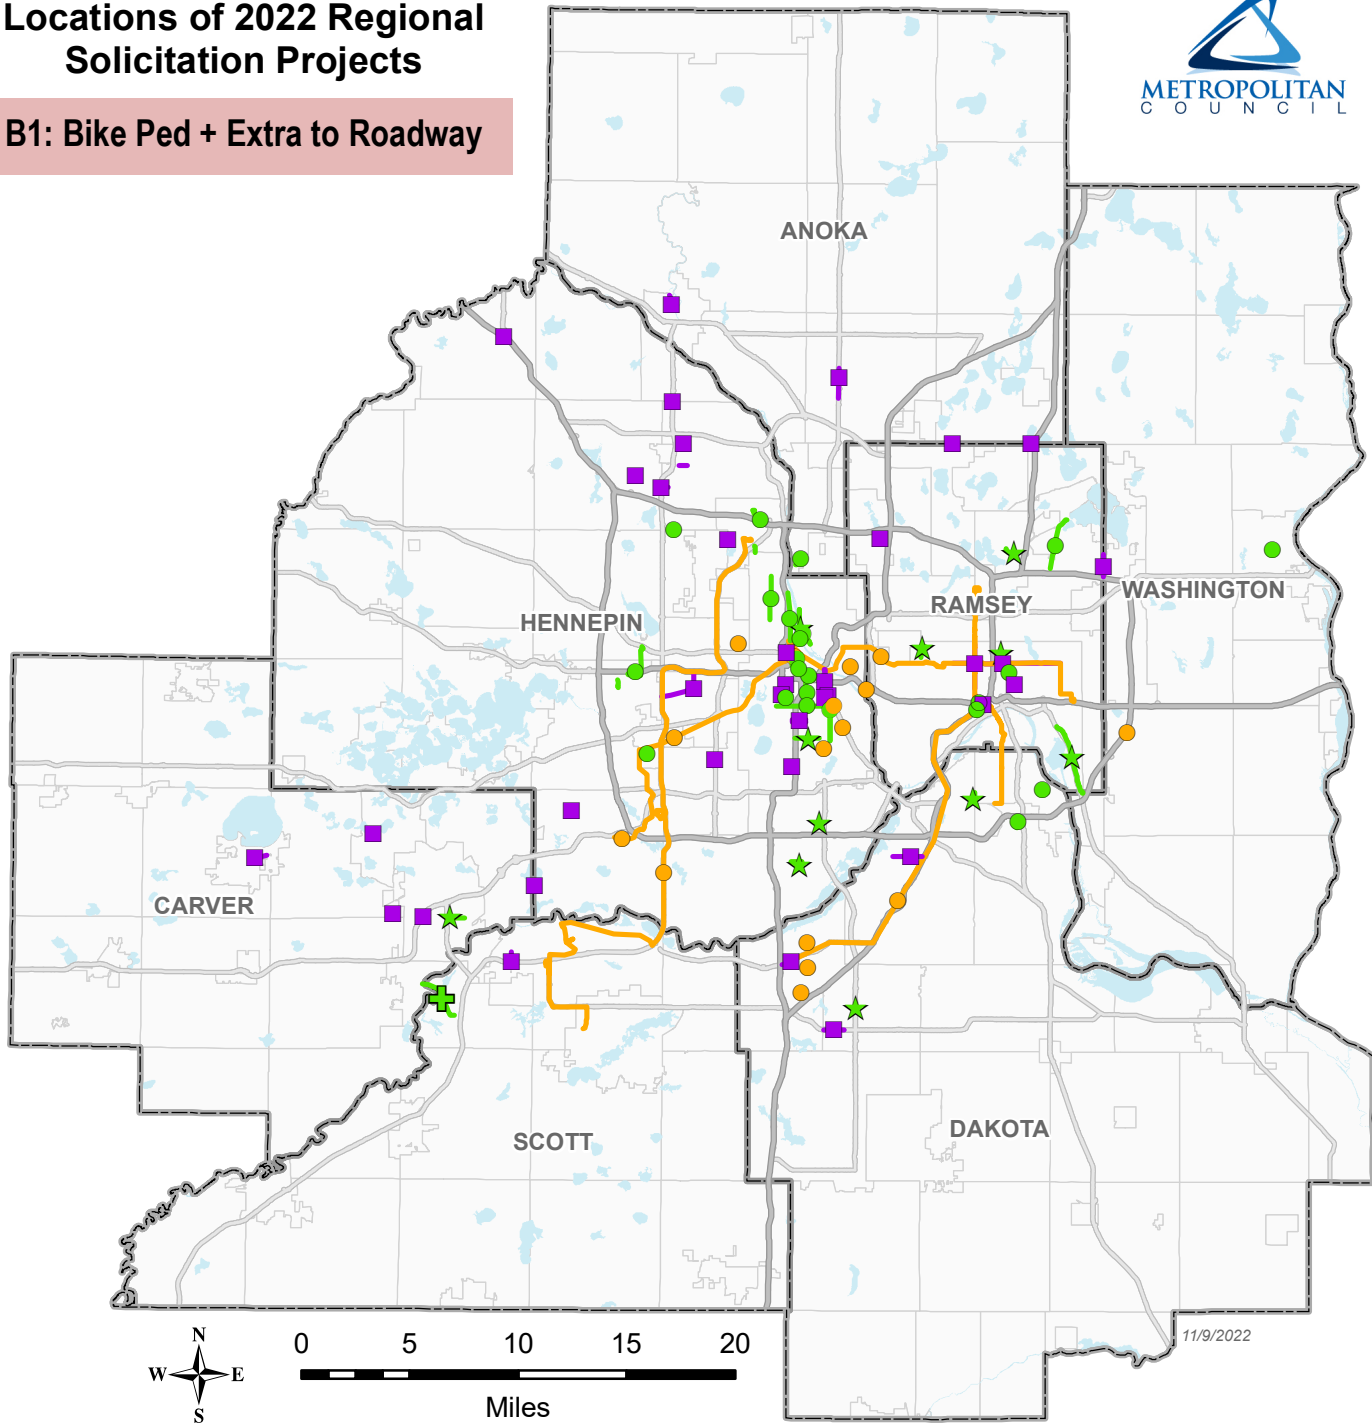 Locations of 2022 Regional
Solicitation Projects
B1: Bike Ped + Extra to Roadway
METROPOLITAN
COUNCIL
ANOKA
HENNEPIN
RAMSEY
WASHINGTON
CARVER
SCOTT
DAKOTA
N
W E
S
0 5 10 15 20
Miles
11/9/2022